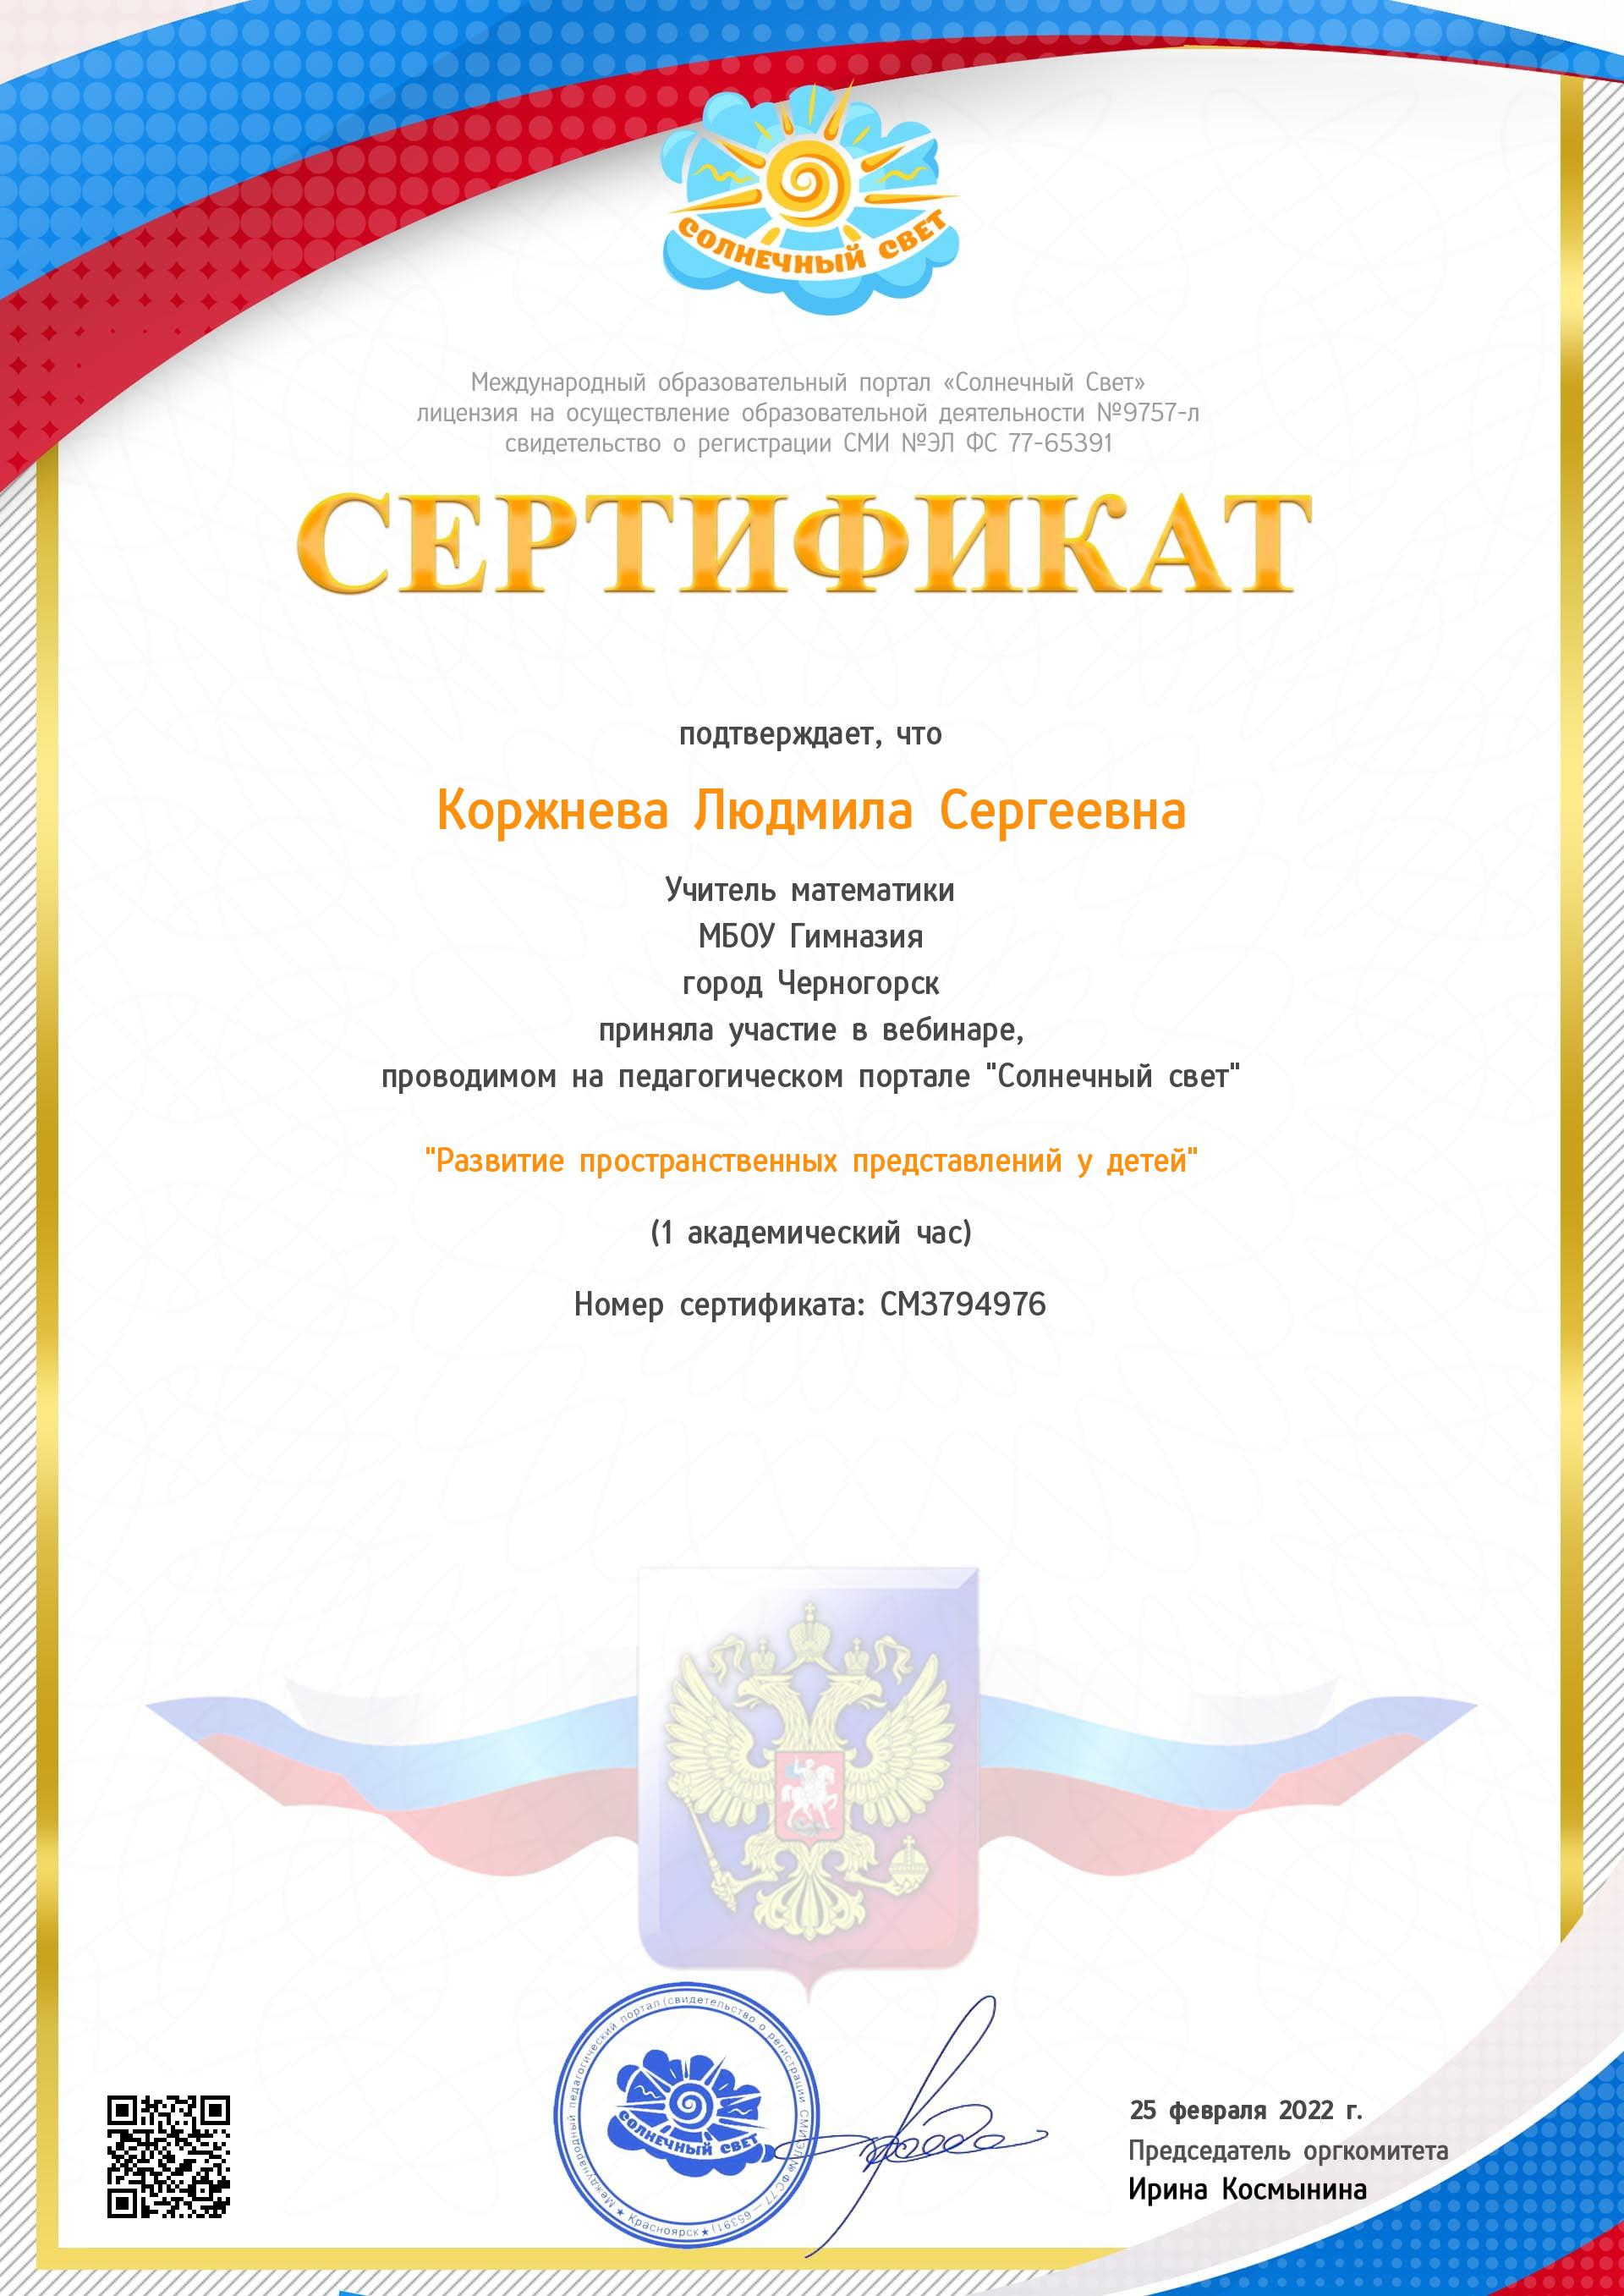 СОЛНЕЧНЫЙ СВЕТ
Международный образовательный портал «Солнечный Свет»
лицензия на осуществление образовательной деятельности №9757-л
свидетельство о регистрации СМИ №ЭЛ ФС 77-65391
СЕРТИФИКАТ
подтверждает, что
Коржнева Людмила Сергеевна
Учитель математики
МБОУ Гимназия
город Черногорск
приняла участие в вебинаре,
проводимом на педагогическом портале "Солнечный свет"
"Развитие пространственных представлений у детей"
(1 академический час)
Номер сертификата: СМ3794976
Международный педагогический портал (свидетельство о регистрации СМИ ЭЛ № ФС 77 — 65391)
★ Красноярск ★
СОЛНЕЧНЫЙ СВЕТ
25 февраля 2022 г.
Председатель оргкомитета
Ирина Космынина